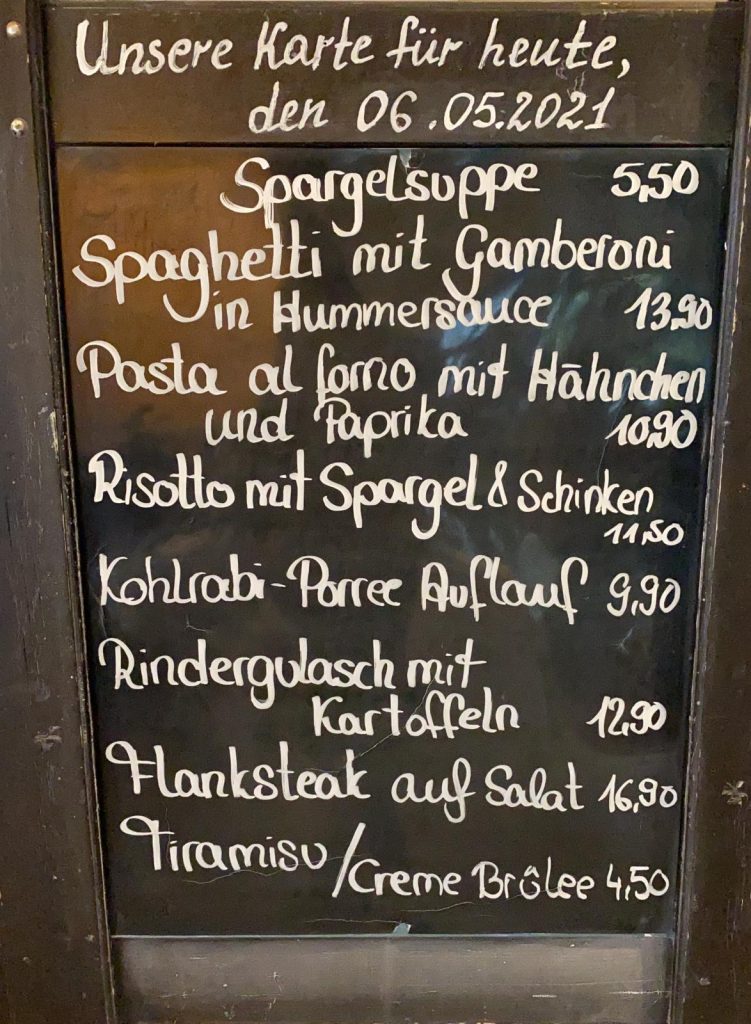 Unsere Karte für heute,
den 06.05.2021
Spargelsuppe 5,50
Spaghetti mit Gamberoni
in Hummersauce 13,90
Pasta al forno mit Hähnchen
und Paprika 10,90
Risotto mit Spargel & Schinken
11,50
Kohlrabi-Porree Auflauf 9,90
Rindergulasch mit
Kartoffeln 12,90
Flanksteak auf Salat 16,90
Tiramisu/Creme Brûlee 4,50